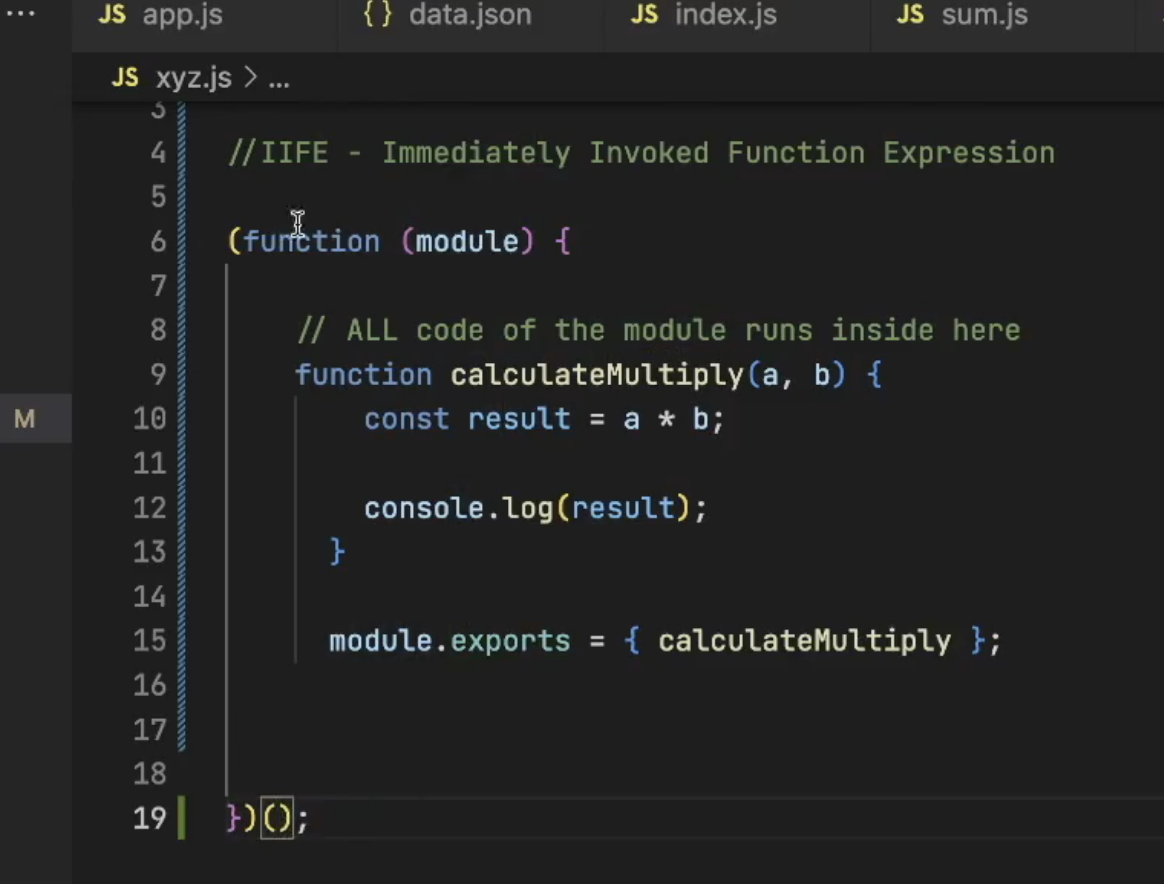 ...
JS app.js {} data.json JS index.js JS sum.js
JS xyz.js > ...
3
4 //IIFE - Immediately Invoked Function Expression
5
6 (function (module) {
7
8 // ALL code of the module runs inside here
9 function calculateMultiply(a, b) {
M
10 const result = a * b;
11
12 console.log(result);
13 }
14
15 module.exports = { calculateMultiply };
16
17
18
19 })();